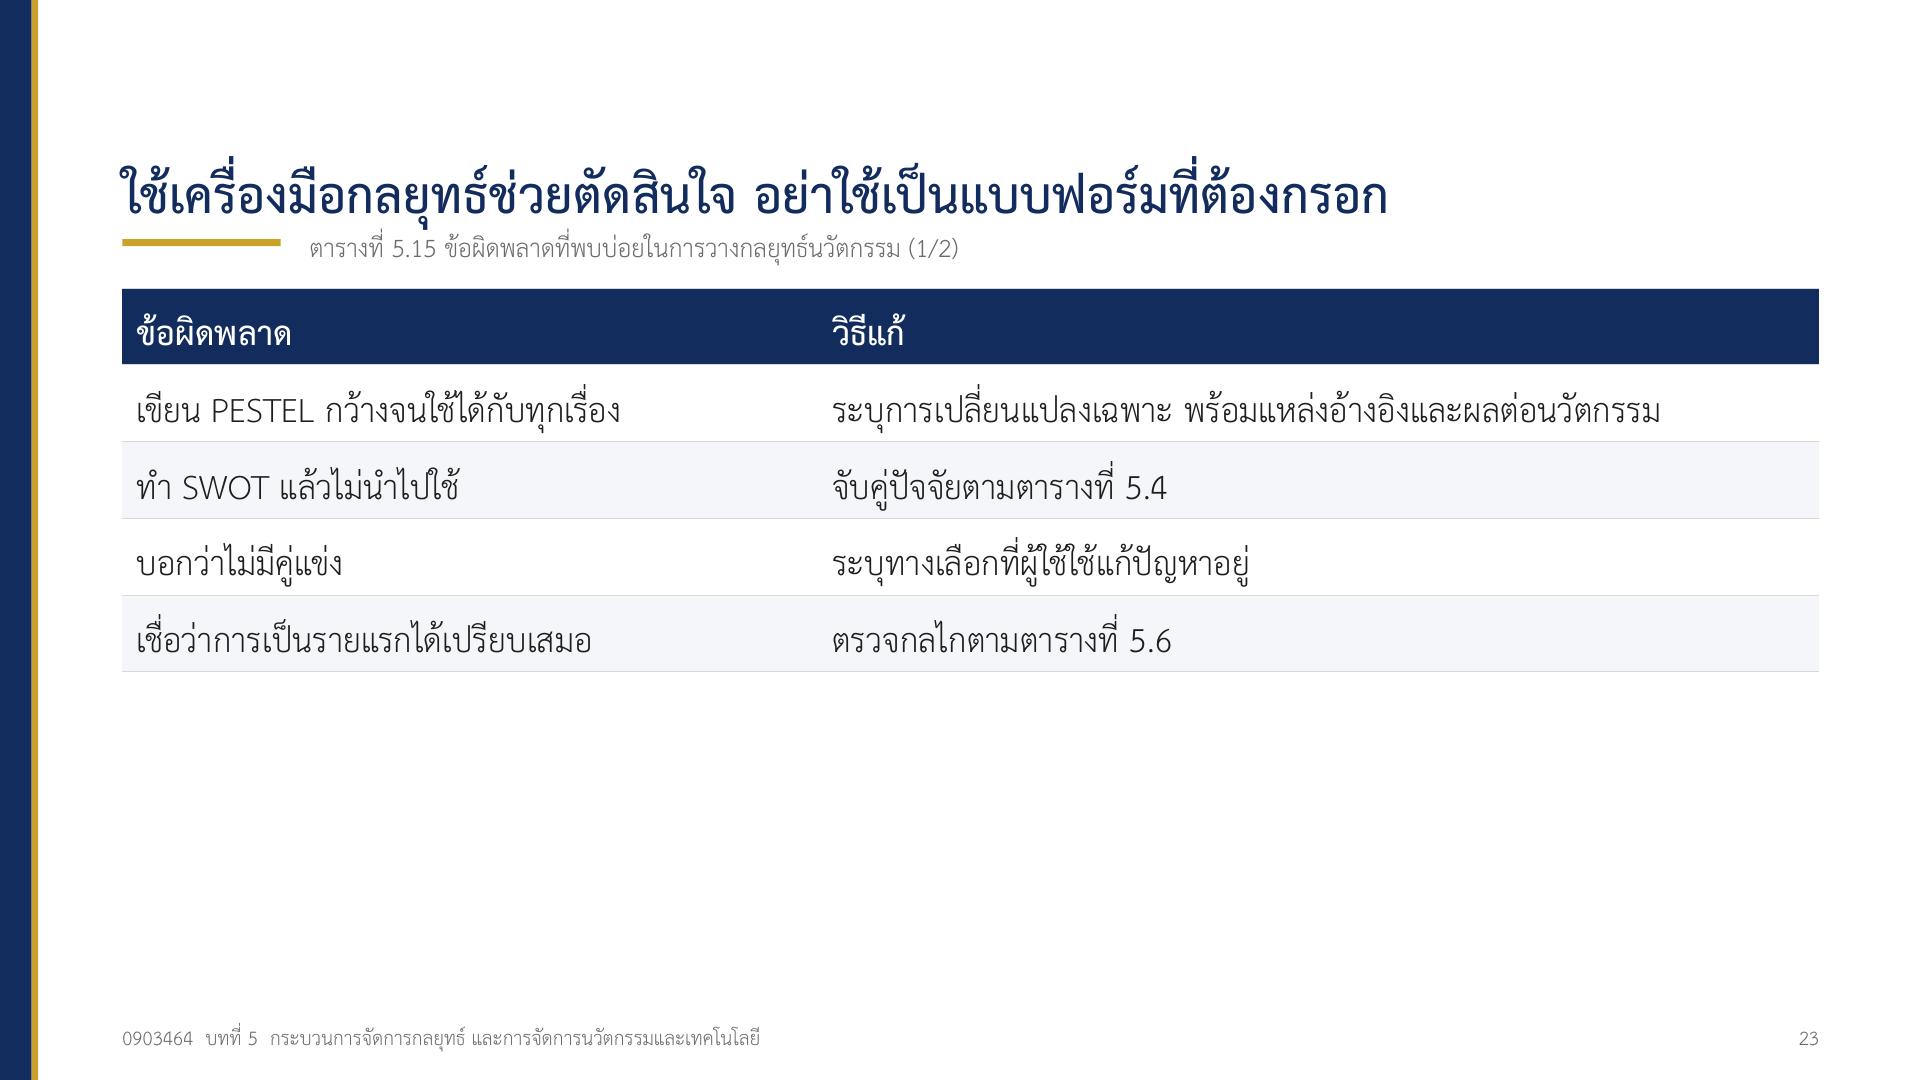 ใช้เครื่องมือกลยุทธ์ช่วยตัดสินใจ อย่าใช้เป็นแบบฟอร์มที่ต้องกรอก
ตารางที่ 5.15 ข้อผิดพลาดที่พบบ่อยในการวางกลยุทธ์นวัตกรรม (1/2)
ข้อผิดพลาด วิธีแก้
เขียน PESTEL กว้างจนใช้ได้กับทุกเรื่อง ระบุการเปลี่ยนแปลงเฉพาะ พร้อมแหล่งอ้างอิงและผลต่อนวัตกรรม
ทำ SWOT แล้วไม่นำไปใช้ จับคู่ปัจจัยตามตารางที่ 5.4
บอกว่าไม่มีคู่แข่ง ระบุทางเลือกที่ผู้ใช้ใช้แก้ปัญหาอยู่
เชื่อว่าการเป็นรายแรกได้เปรียบเสมอ ตรวจกลไกตามตารางที่ 5.6
0903464 บทที่ 5 กระบวนการจัดการกลยุทธ์ และการจัดการนวัตกรรมและเทคโนโลยี 23